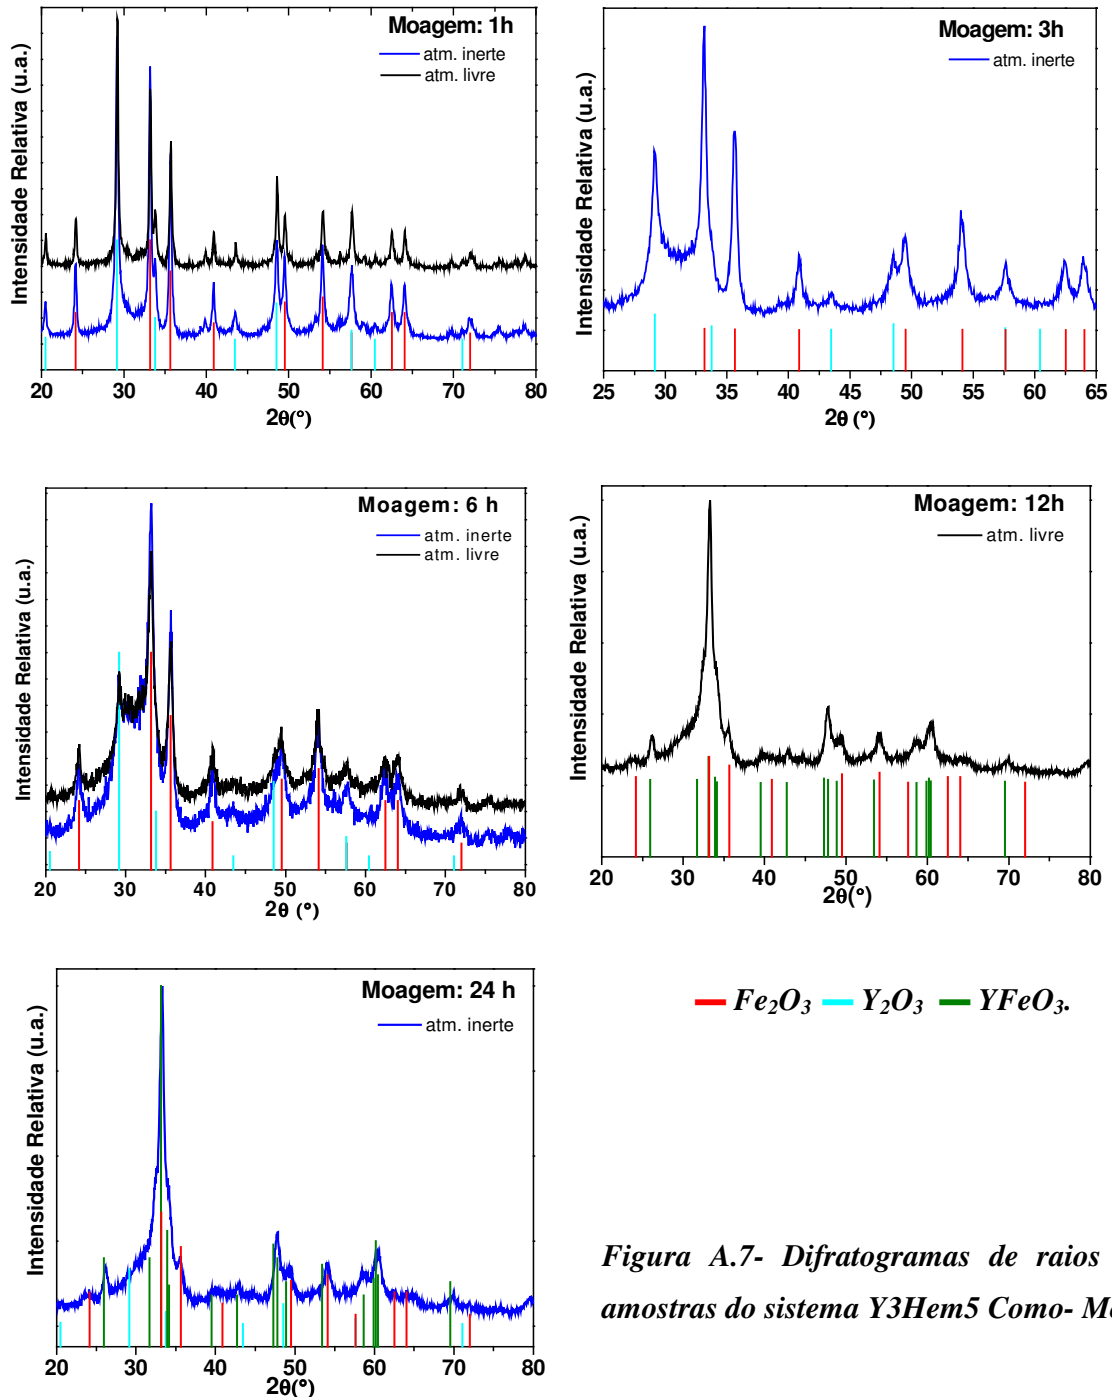 Moagem: 1h
atm. inerte
atm. livre
Intensidade Relativa (u.a.)
20 30 40 50 60 70 80
2θ(°)
Moagem: 3h
atm. inerte
Intensidade Relativa (u.a.)
25 30 35 40 45 50 55 60 65
2θ (°)
Moagem: 6 h
atm. inerte
atm. livre
Intensidade Relativa (u.a.)
20 30 40 50 60 70 80
2θ (°)
Moagem: 12h
atm. livre
Intensidade Relativa (u.a.)
20 30 40 50 60 70 80
2θ(°)
Moagem: 24 h
atm. inerte
Intensidade Relativa (u.a.)
20 30 40 50 60 70 80
2θ (°)
Fe₂O₃ Y₂O₃ YFeO₃.
Figura A.7- Difratogramas de raios
amostras do sistema Y3Hem5 Como-